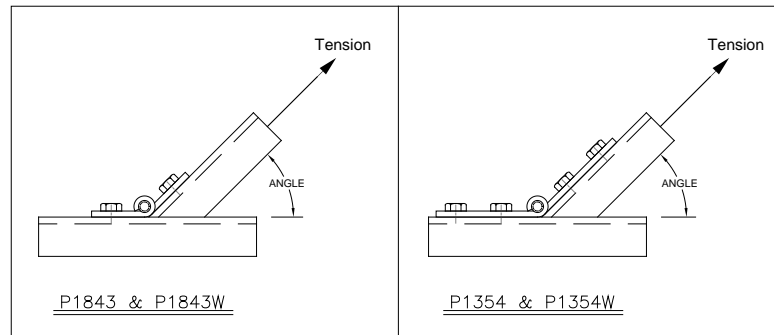 Tension
ANGLE
P1843 & P1843W
Tension
ANGLE
P1354 & P1354W